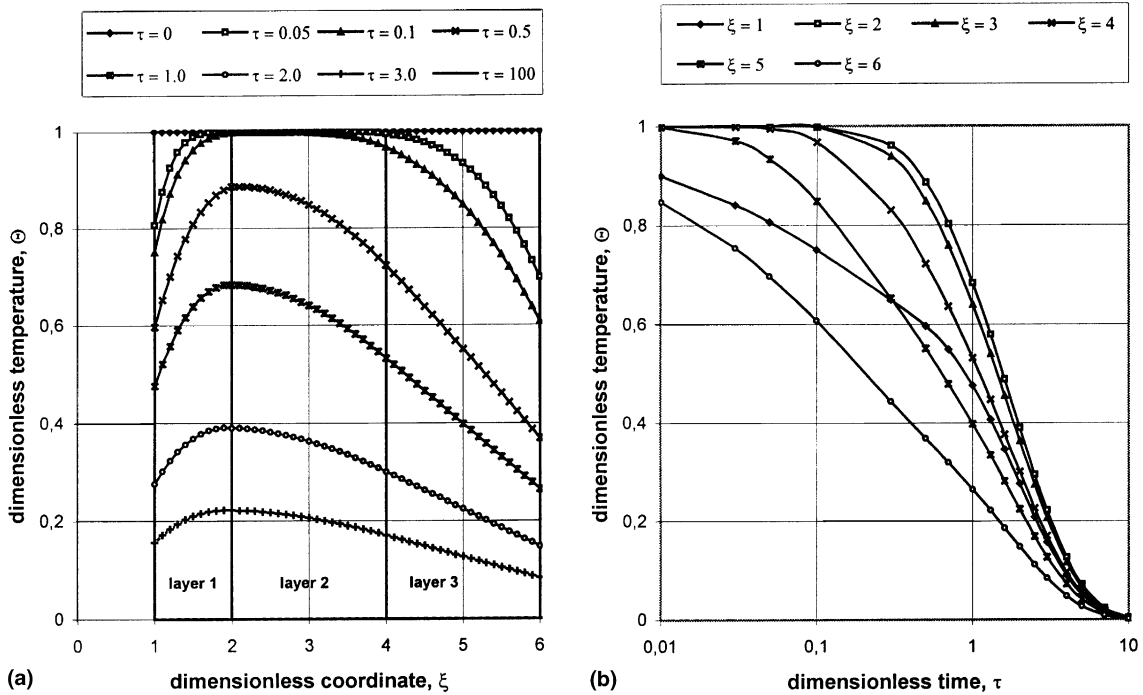 τ = 0 τ = 0.05 τ = 0.1 τ = 0.5
τ = 1.0 τ = 2.0 τ = 3.0 τ = 100
dimensionless temperature, Θ
1
0,8
0,6
0,4
0,2
0
layer 1 layer 2 layer 3
0 1 2 3 4 5 6
(a) dimensionless coordinate, ξ
ξ = 1 ξ = 2 ξ = 3 ξ = 4
ξ = 5 ξ = 6
dimensionless temperature, Θ
1
0,8
0,6
0,4
0,2
0
0,01 0,1 1 10
(b) dimensionless time, τ